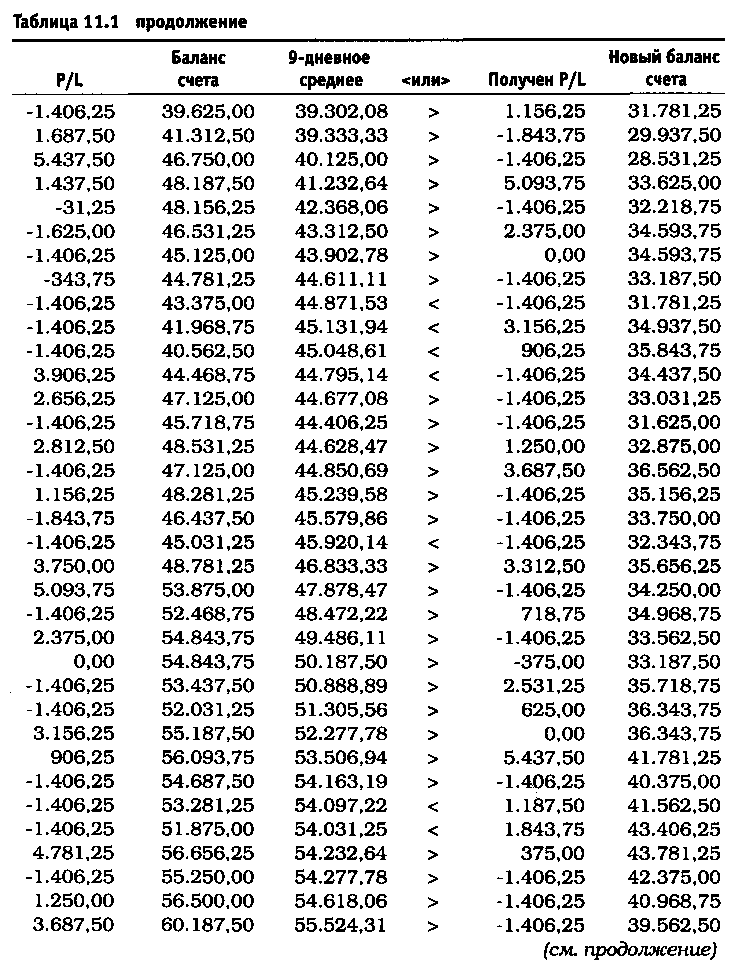 Таблица 11.1 продолжение
P/L Баланс счета 9-дневное среднее <или> Получен P/L Новый баланс счета
-1.406,25 39.625,00 39.302,08 > 1.156,25 31.781,25
1.687,50 41.312,50 39.333,33 > -1.843,75 29.937,50
5.437,50 46.750,00 40.125,00 > -1.406,25 28.531,25
1.437,50 48.187,50 41.232,64 > 5.093,75 33.625,00
-31,25 48.156,25 42.368,06 > -1.406,25 32.218,75
-1.625,00 46.531,25 43.312,50 > 2.375,00 34.593,75
-1.406,25 45.125,00 43.902,78 > 0,00 34.593,75
-343,75 44.781,25 44.611,11 > -1.406,25 33.187,50
-1.406,25 43.375,00 44.871,53 < -1.406,25 31.781,25
-1.406,25 41.968,75 45.131,94 < 3.156,25 34.937,50
-1.406,25 40.562,50 45.048,61 < 906,25 35.843,75
3.906,25 44.468,75 44.795,14 < -1.406,25 34.437,50
2.656,25 47.125,00 44.677,08 > -1.406,25 33.031,25
-1.406,25 45.718,75 44.406,25 > -1.406,25 31.625,00
2.812,50 48.531,25 44.628,47 > 1.250,00 32.875,00
-1.406,25 47.125,00 44.850,69 > 3.687,50 36.562,50
1.156,25 48.281,25 45.239,58 > -1.406,25 35.156,25
-1.843,75 46.437,50 45.579,86 > -1.406,25 33.750,00
-1.406,25 45.031,25 45.920,14 < -1.406,25 32.343,75
3.750,00 48.781,25 46.833,33 > 3.312,50 35.656,25
5.093,75 53.875,00 47.878,47 > -1.406,25 34.250,00
-1.406,25 52.468,75 48.472,22 > 718,75 34.968,75
2.375,00 54.843,75 49.486,11 > -1.406,25 33.562,50
0,00 54.843,75 50.187,50 > -375,00 33.187,50
-1.406,25 53.437,50 50.888,89 > 2.531,25 35.718,75
-1.406,25 52.031,25 51.305,56 > 625,00 36.343,75
3.156,25 55.187,50 52.277,78 > 0,00 36.343,75
906,25 56.093,75 53.506,94 > 5.437,50 41.781,25
-1.406,25 54.687,50 54.163,19 > -1.406,25 40.375,00
-1.406,25 53.281,25 54.097,22 < 1.187,50 41.562,50
-1.406,25 51.875,00 54.031,25 < 1.843,75 43.406,25
4.781,25 56.656,25 54.232,64 > 375,00 43.781,25
-1.406,25 55.250,00 54.277,78 > -1.406,25 42.375,00
1.250,00 56.500,00 54.618,06 > -1.406,25 40.968,75
3.687,50 60.187,50 55.524,31 > -1.406,25 39.562,50
(см. продолжение)